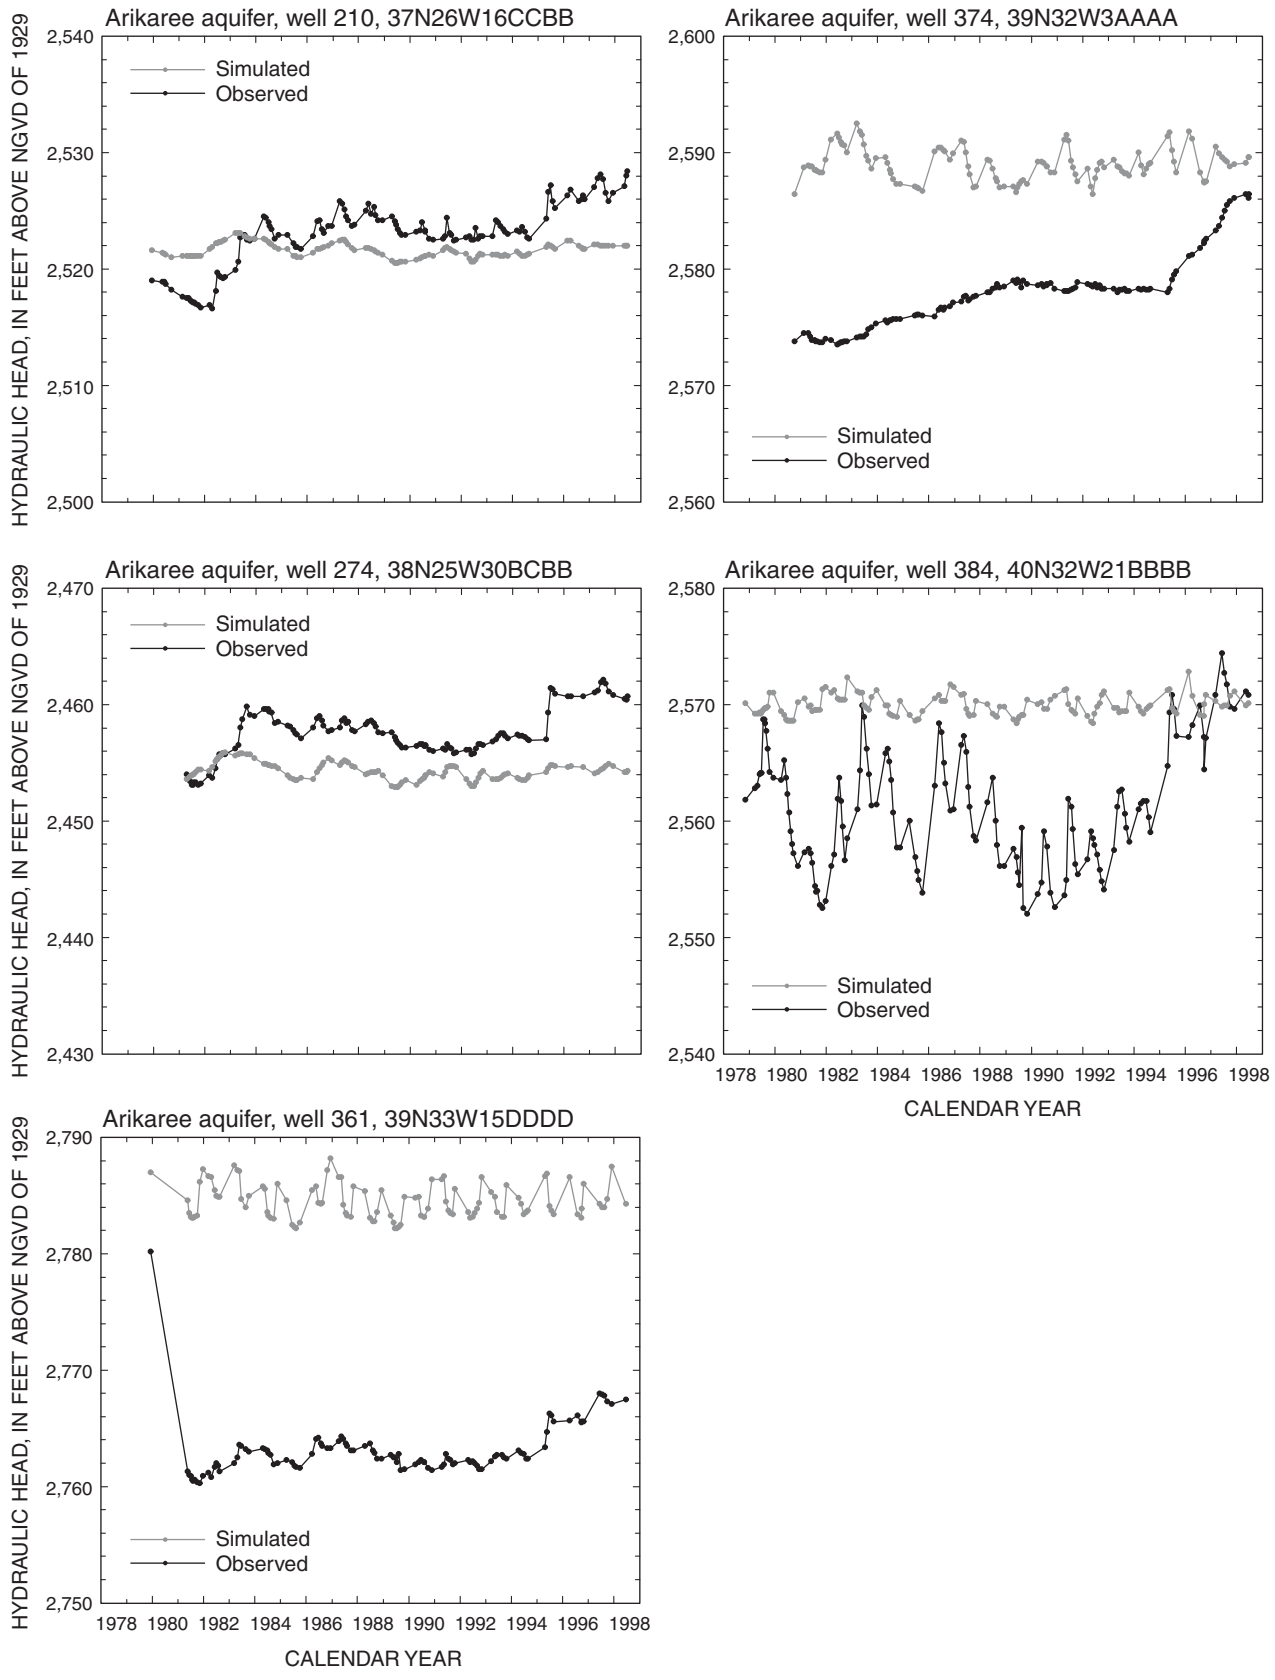 Arikaree aquifer, well 210, 37N26W16CCBB
HYDRAULIC HEAD, IN FEET ABOVE NGVD OF 1929
2,540
2,530
2,520
2,510
2,500
Simulated
Observed
Arikaree aquifer, well 374, 39N32W3AAAA
2,600
2,590
2,580
2,570
2,560
Simulated
Observed
Arikaree aquifer, well 274, 38N25W30BCBB
HYDRAULIC HEAD, IN FEET ABOVE NGVD OF 1929
2,470
2,460
2,450
2,440
2,430
Simulated
Observed
Arikaree aquifer, well 384, 40N32W21BBBB
2,580
2,570
2,560
2,550
2,540
Simulated
Observed
1978 1980 1982 1984 1986 1988 1990 1992 1994 1996 1998
CALENDAR YEAR
Arikaree aquifer, well 361, 39N33W15DDDD
HYDRAULIC HEAD, IN FEET ABOVE NGVD OF 1929
2,790
2,780
2,770
2,760
2,750
Simulated
Observed
1978 1980 1982 1984 1986 1988 1990 1992 1994 1996 1998
CALENDAR YEAR